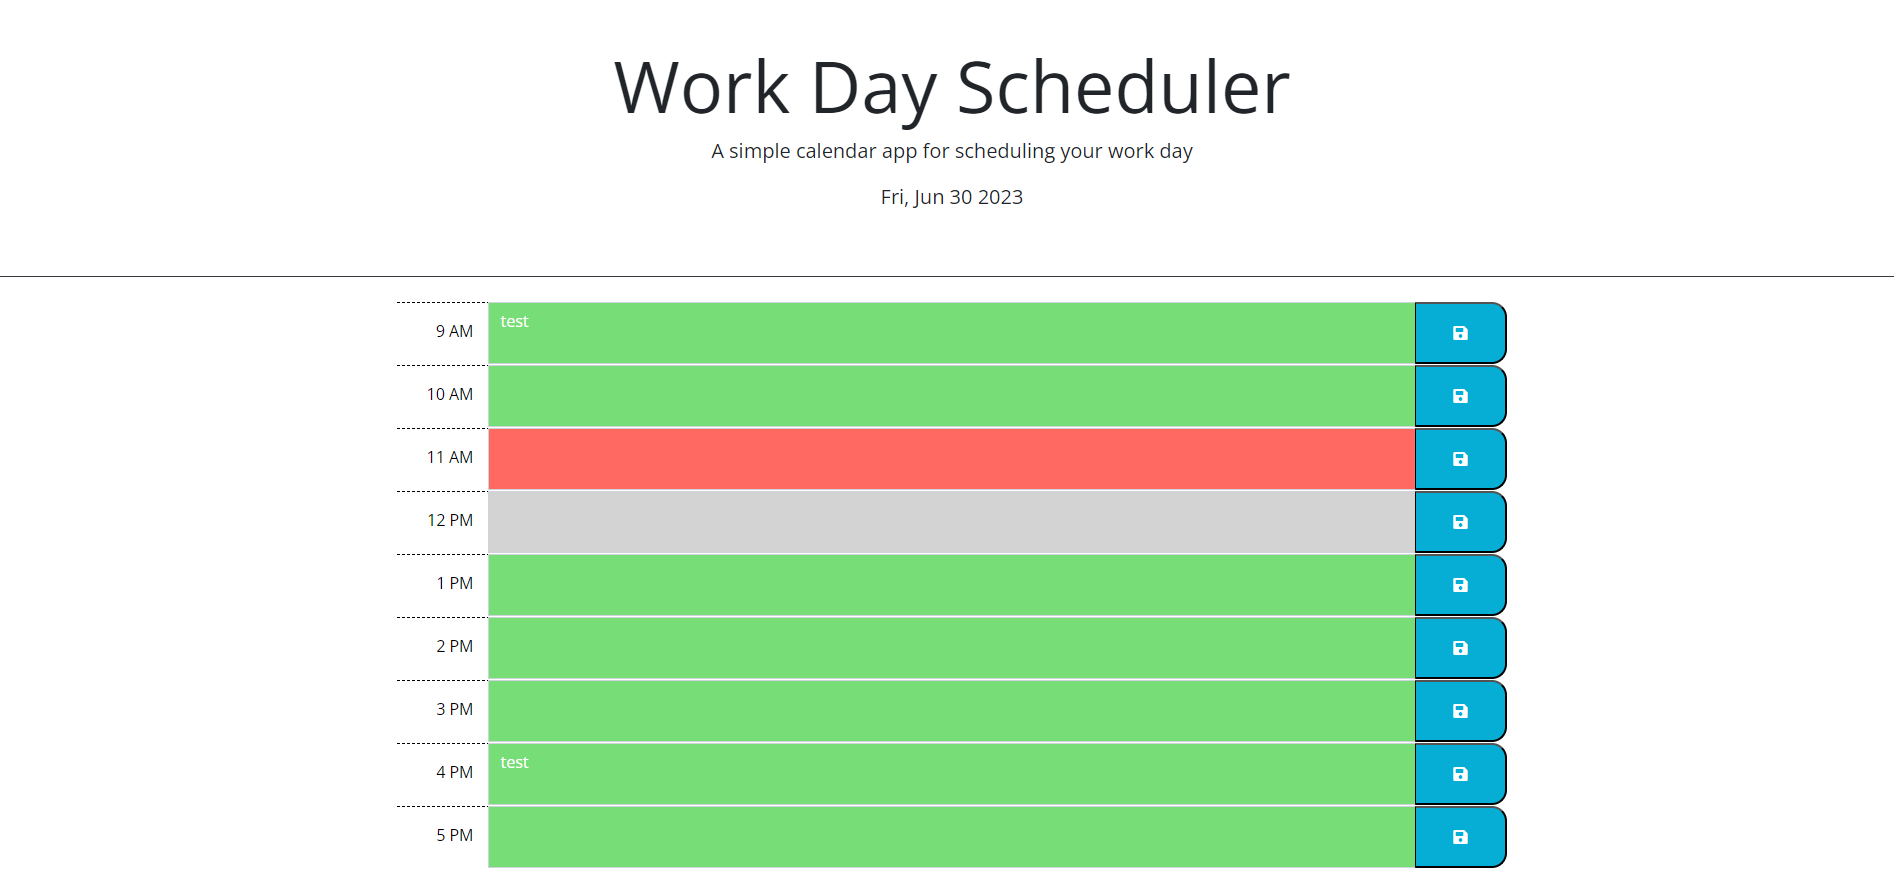 Work Day Scheduler
A simple calendar app for scheduling your work day
Fri, Jun 30 2023
9 AM test
10 AM
11 AM
12 PM
1 PM
2 PM
3 PM
4 PM test
5 PM